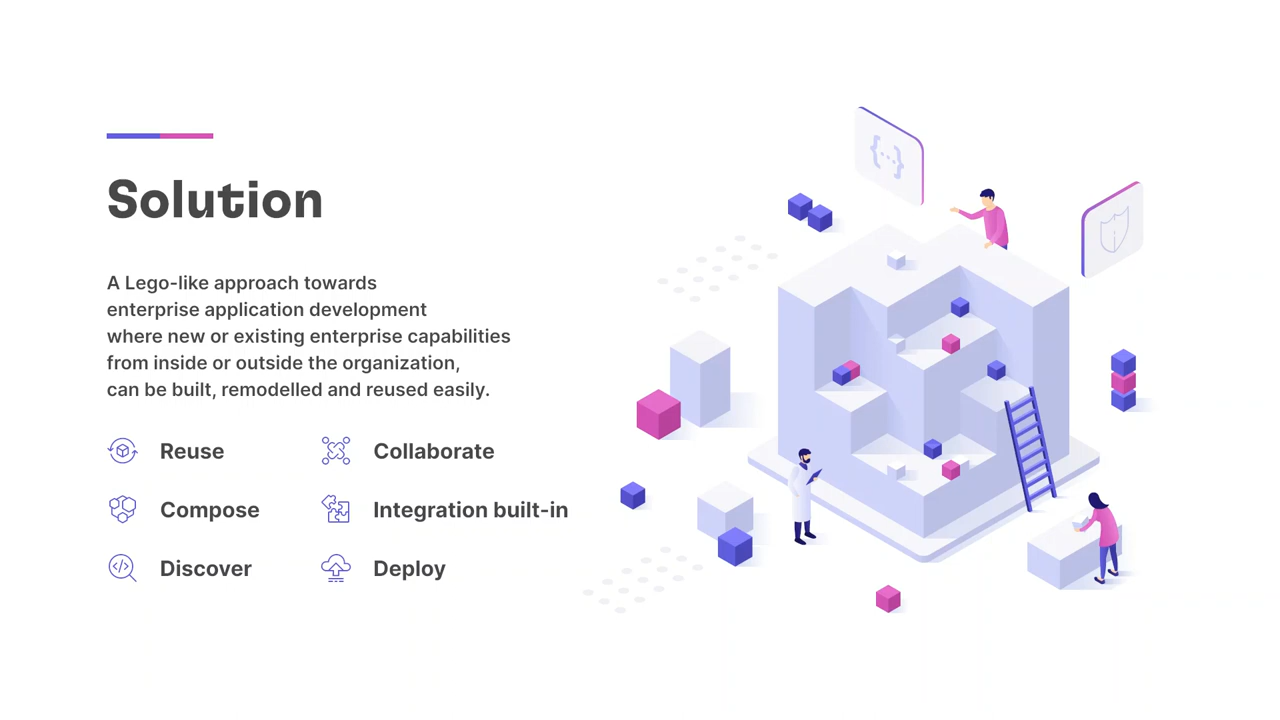 Solution
A Lego-like approach towards
enterprise application development
where new or existing enterprise capabilities
from inside or outside the organization,
can be built, remodelled and reused easily.
Reuse
Collaborate
Compose
Integration built-in
Discover
Deploy